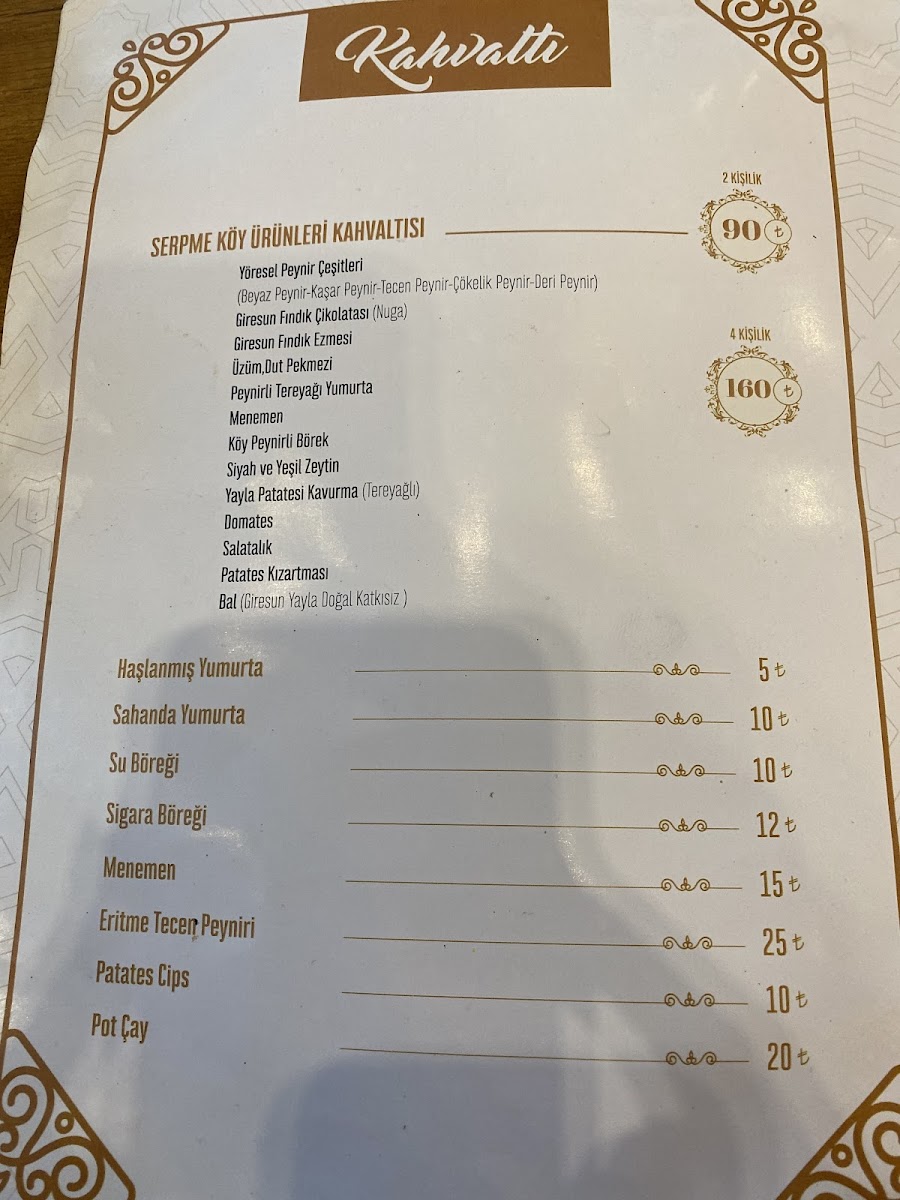 Kahvaltı
2 KİŞİLİK
90 ₺
SERPME KÖY ÜRÜNLERİ KAHVALTISI
Yöresel Peynir Çeşitleri
(Beyaz Peynir-Kaşar Peynir-Tecen Peynir-Çökelik Peynir-Deri Peynir)
Giresun Fındık Çikolatası (Nuga)
Giresun Fındık Ezmesi
Üzüm,Dut Pekmezi
Peynirli Tereyağı Yumurta
Menemen
Köy Peynirli Börek
Siyah ve Yeşil Zeytin
Yayla Patatesi Kavurma (Tereyağlı)
Domates
Salatalık
Patates Kızartması
Bal (Giresun Yayla Doğal Katkısız )
4 KİŞİLİK
160 ₺
Haşlanmış Yumurta 5 ₺
Sahanda Yumurta 10 ₺
Su Böreği 10 ₺
Sigara Böreği 12 ₺
Menemen 15 ₺
Eritme Tecen Peyniri 25 ₺
Patates Cips 10 ₺
Pot Çay 20 ₺